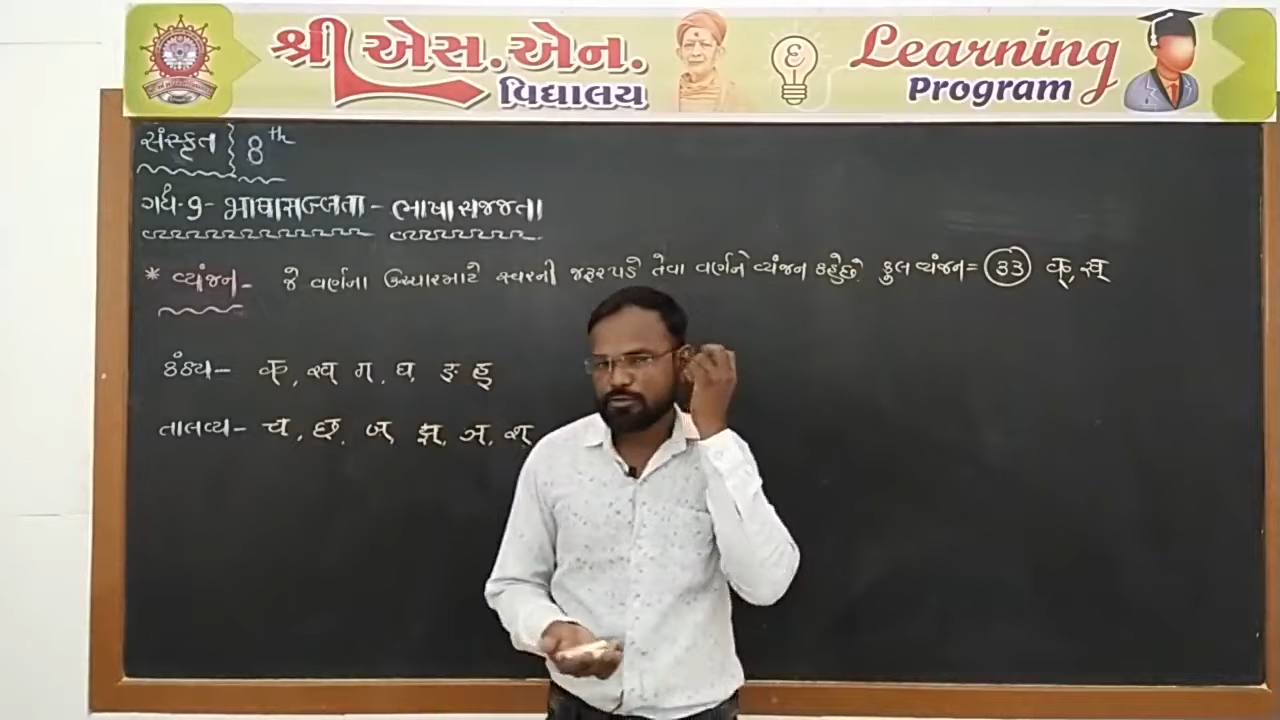 શ્રી એસ. એન.
વિદ્યાલય
Learning
Program
સંસ્કૃત } 8th
ગદ્ય-9- भाषासज्जता - ભાષાસજ્જતા
* વ્યંજન - જે વર્ણના ઉચ્ચાર માટે સ્વરની જરૂર પડે તેવા વર્ણને વ્યંજન કહે છે. કુલ વ્યંજન = ૩૩ क्, ख्
કંઠ્ય - क्, ख् ग्, घ्, ङ् ह्
તાલવ્ય - च्, छ्, ज् झ्, ञ्, श्